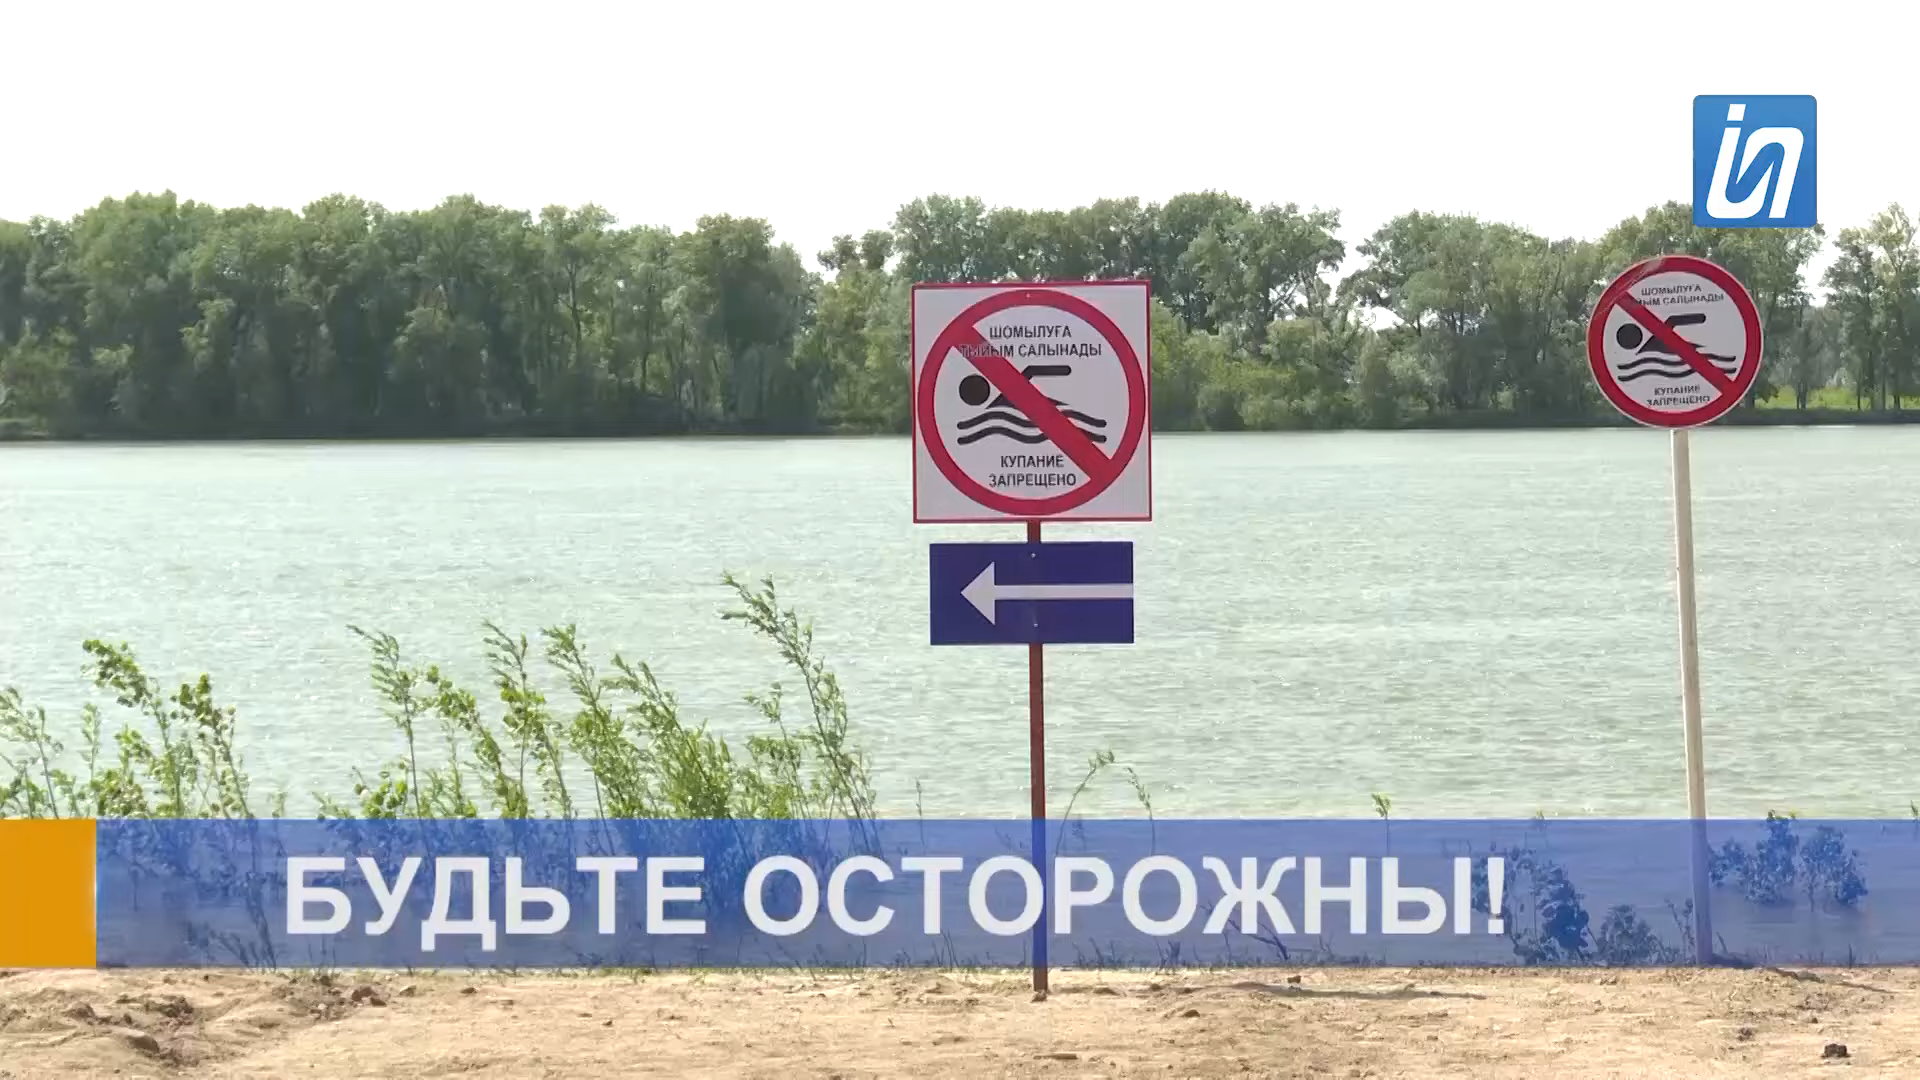 ШОМЫЛУҒА
ТЫЙЫМ САЛЫНАДЫ
КУПАНИЕ
ЗАПРЕЩЕНО
ШОМЫЛУҒА
ТЫЙЫМ САЛЫНАДЫ
КУПАНИЕ
ЗАПРЕЩЕНО
БУДЬТЕ ОСТОРОЖНЫ!